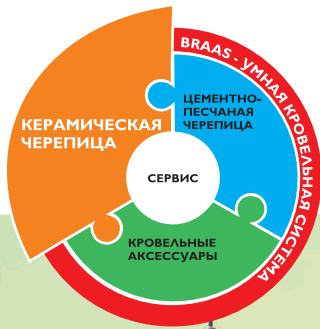 BRAAS - УМНАЯ КРОВЕЛЬНАЯ СИСТЕМА
ЦЕМЕНТНО-
ПЕСЧАНАЯ
ЧЕРЕПИЦА
КЕРАМИЧЕСКАЯ
ЧЕРЕПИЦА
СЕРВИС
КРОВЕЛЬНЫЕ
АКСЕССУАРЫ